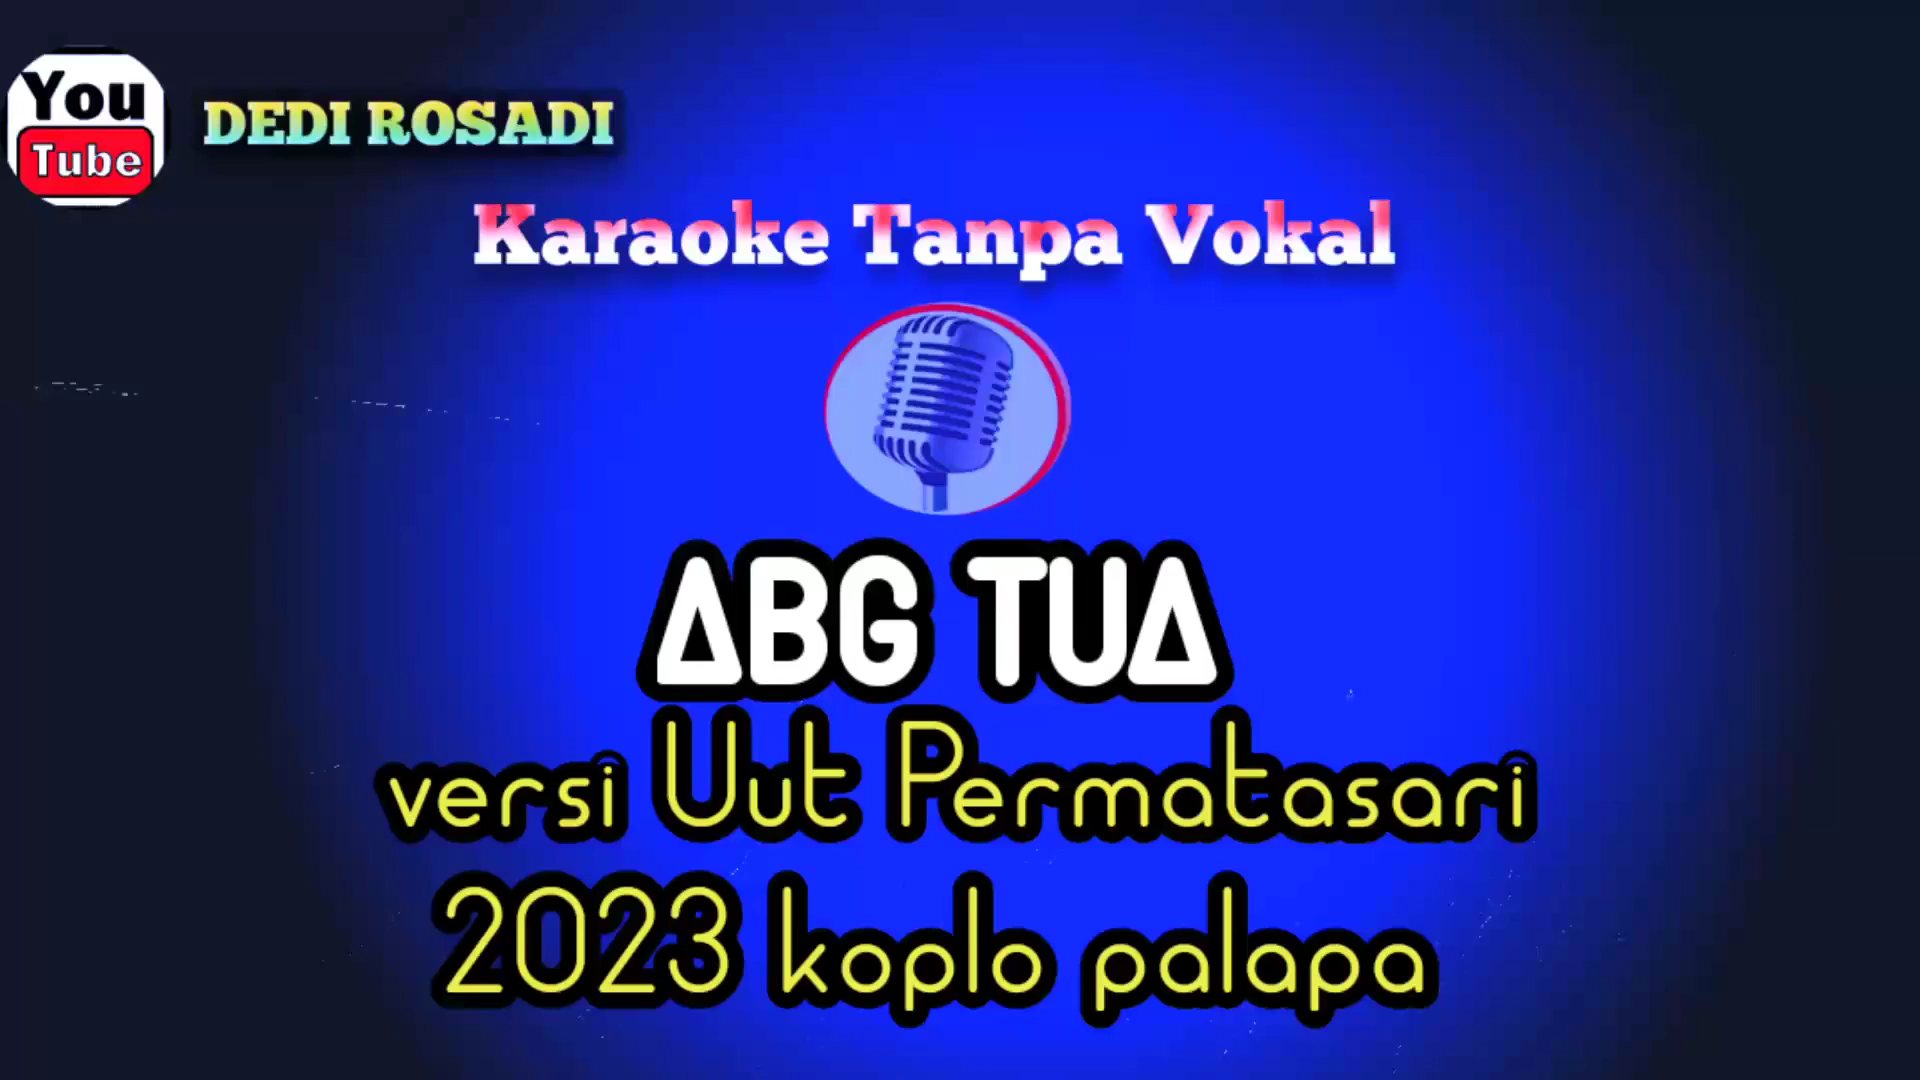 You
Tube
DEDI ROSADI
Karaoke Tanpa Vokal
ABG TUA
versi Uut Permatasari
2023 koplo palapa